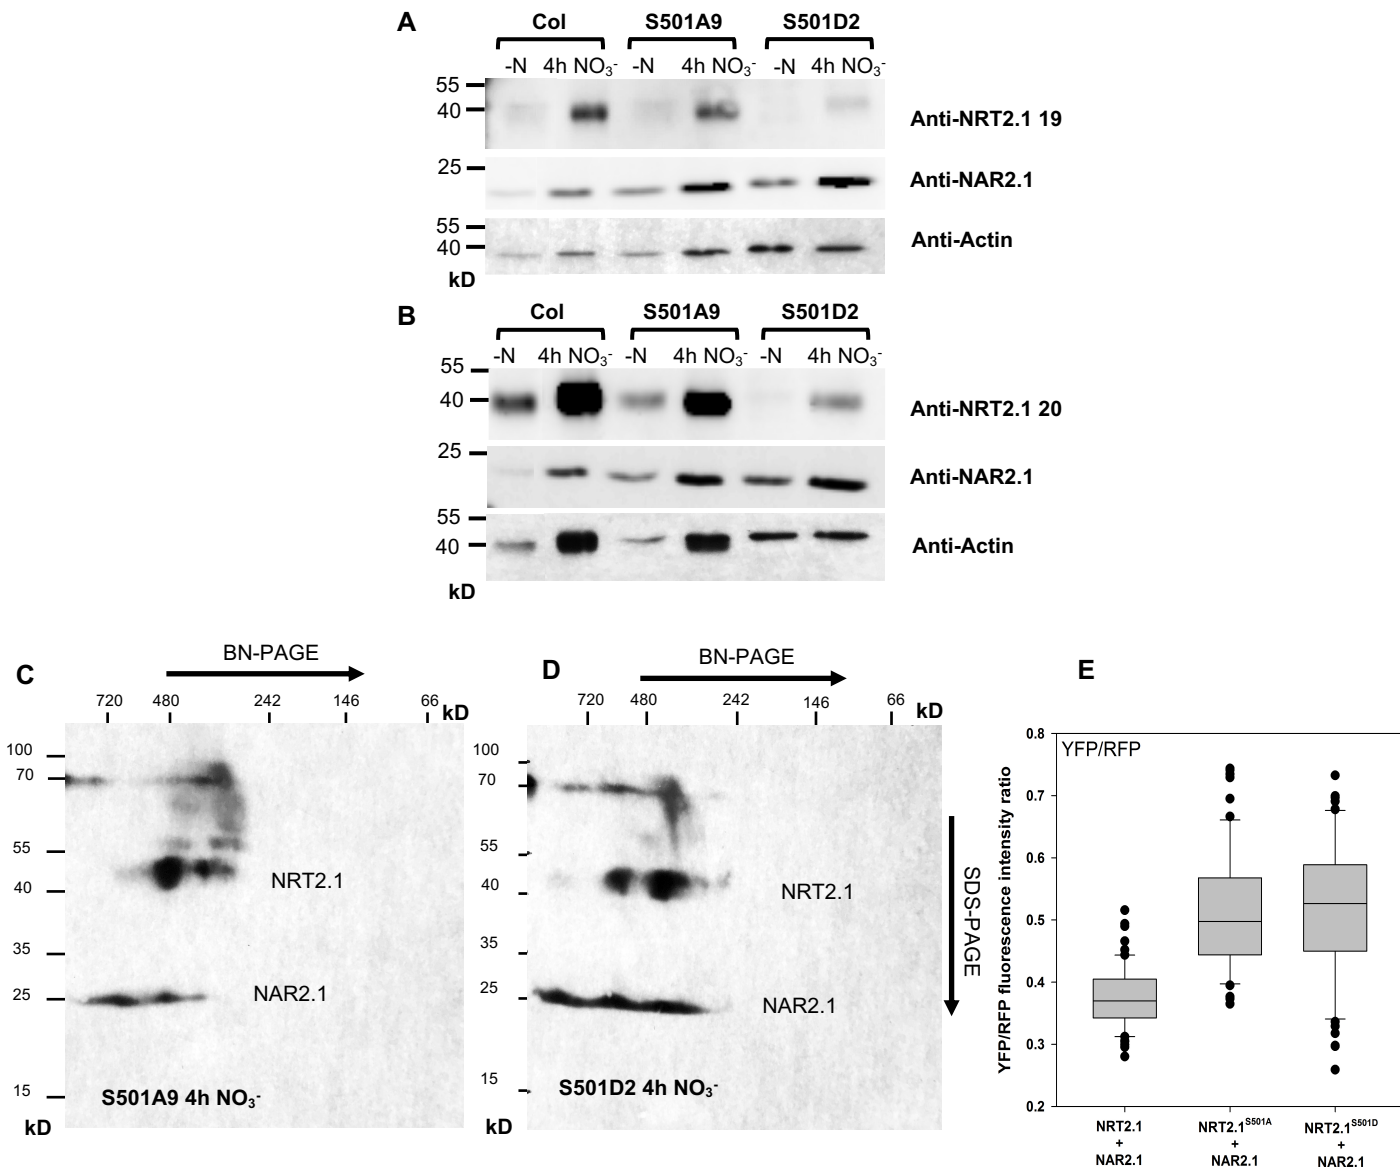 A
Col S501A9 S501D2
-N 4h NO₃⁻ -N 4h NO₃⁻ -N 4h NO₃⁻
55
40
Anti-NRT2.1 19
25
Anti-NAR2.1
55
40
Anti-Actin
kD
B
Col S501A9 S501D2
-N 4h NO₃⁻ -N 4h NO₃⁻ -N 4h NO₃⁻
55
40
Anti-NRT2.1 20
25
Anti-NAR2.1
55
40
Anti-Actin
kD
C
BN-PAGE
720 480 242 146 66 kD
100
70
55
40
35
25
15
kD
NRT2.1
NAR2.1
S501A9 4h NO₃⁻
D
BN-PAGE
720 480 242 146 66 kD
100
70
55
40
35
25
15
kD
NRT2.1
NAR2.1
S501D2 4h NO₃⁻
SDS-PAGE
E
YFP/RFP
YFP/RFP fluorescence intensity ratio
0.8
0.7
0.6
0.5
0.4
0.3
0.2
NRT2.1 + NAR2.1
NRT2.1^S501A + NAR2.1
NRT2.1^S501D + NAR2.1